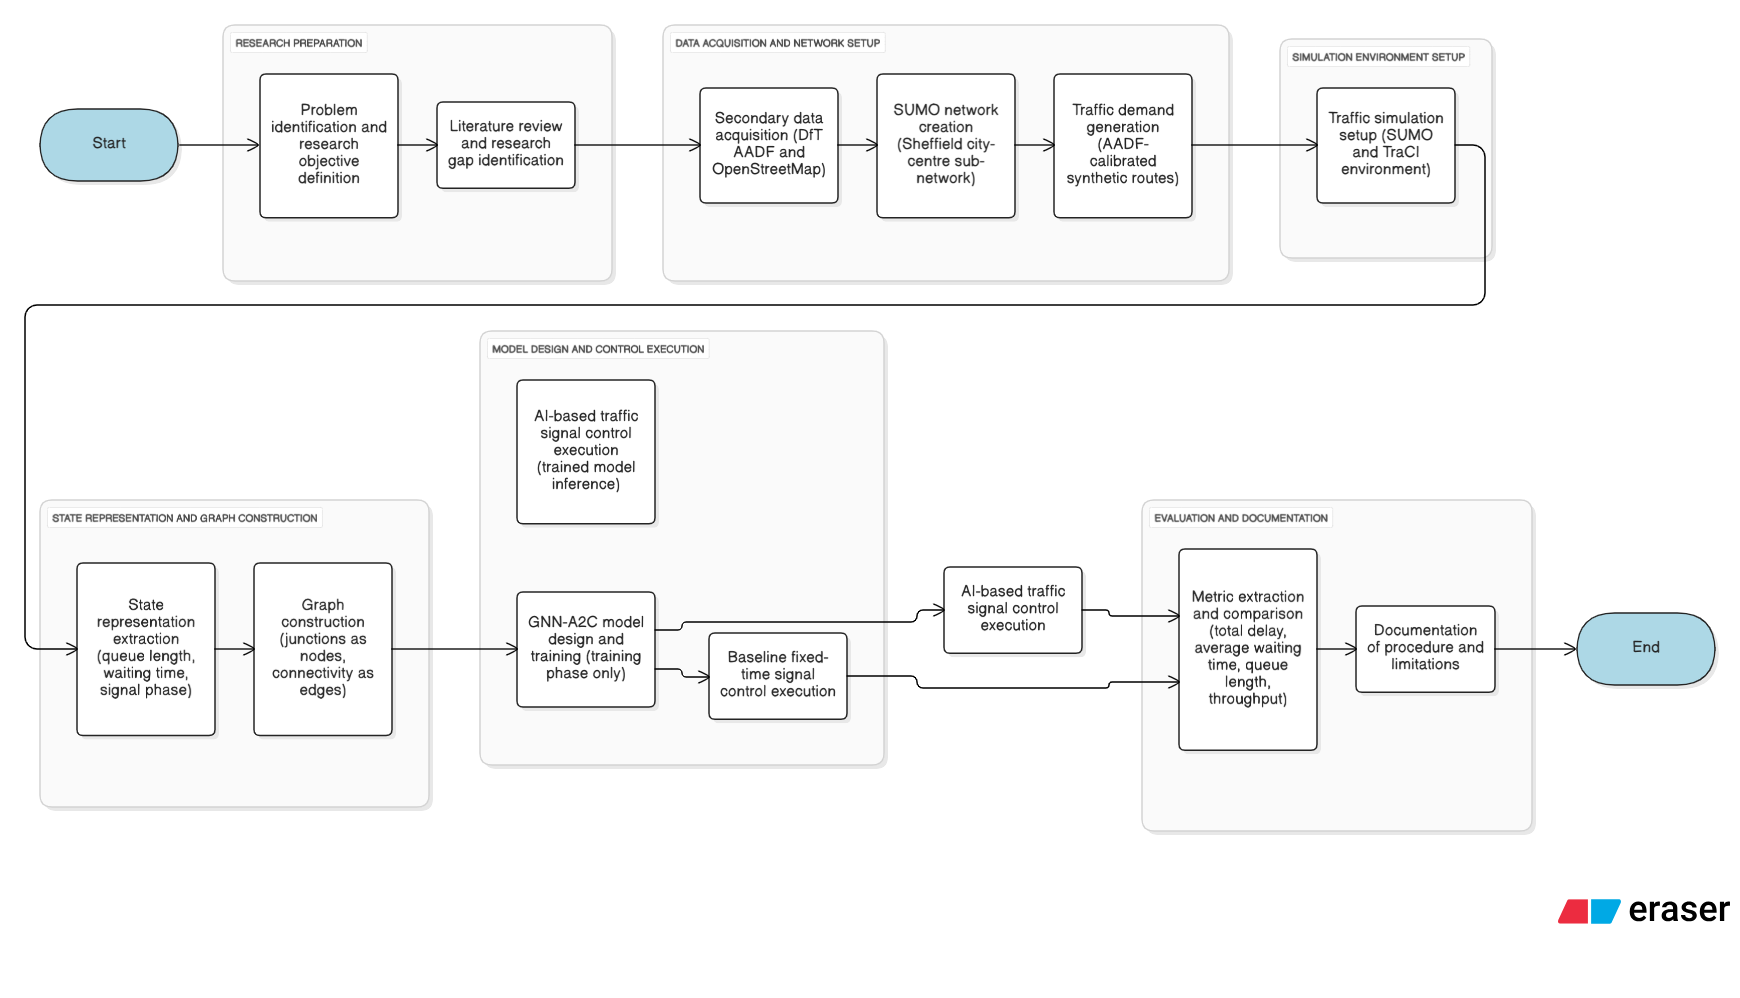 RESEARCH PREPARATION
DATA ACQUISITION AND NETWORK SETUP
SIMULATION ENVIRONMENT SETUP
Start
Problem
identification and
research
objective
definition
Literature review
and research
gap identification
Secondary data
acquisition (DfT
AADF and
OpenStreetMap)
SUMO network
creation
(Sheffield city-
centre sub-
network)
Traffic demand
generation
(AADF-
calibrated
synthetic routes)
Traffic simulation
setup (SUMO
and TraCI
environment)
MODEL DESIGN AND CONTROL EXECUTION
AI-based traffic
signal control
execution
(trained model
inference)
STATE REPRESENTATION AND GRAPH CONSTRUCTION
State
representation
extraction
(queue length,
waiting time,
signal phase)
Graph
construction
(junctions as
nodes,
connectivity as
edges)
GNN-A2C model
design and
training (training
phase only)
Baseline fixed-
time signal
control execution
AI-based traffic
signal control
execution
EVALUATION AND DOCUMENTATION
Metric extraction
and comparison
(total delay,
average waiting
time, queue
length,
throughput)
Documentation
of procedure and
limitations
End
eraser